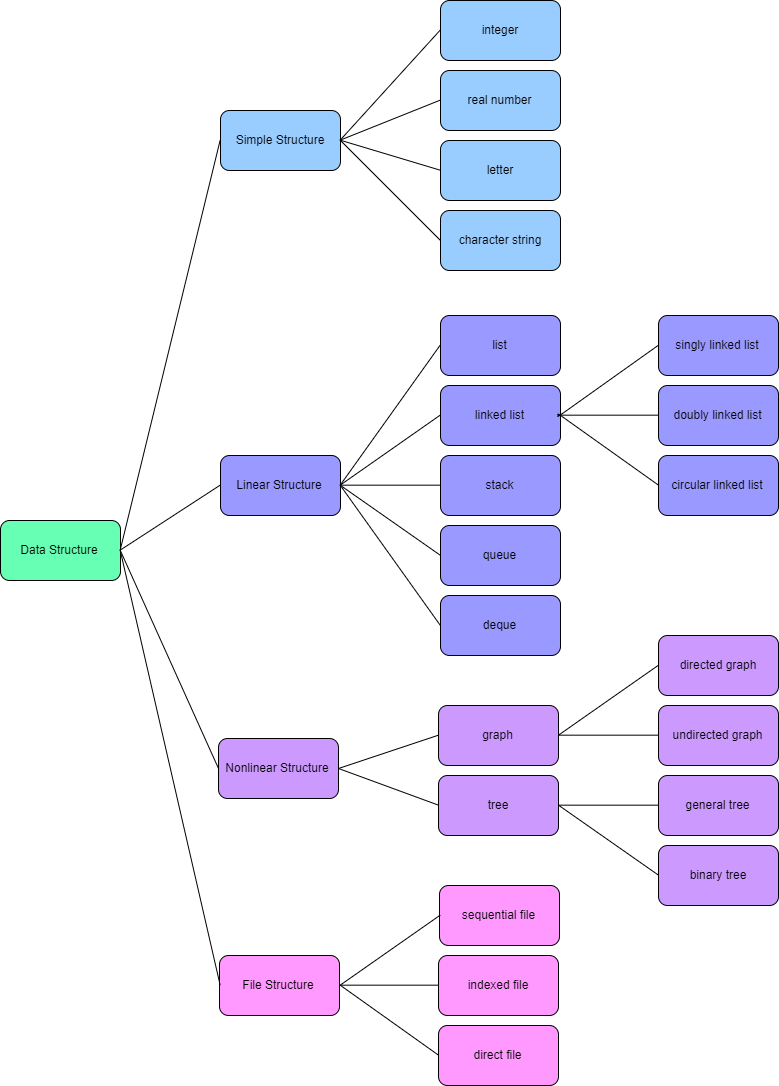 Data Structure
Simple Structure
integer
real number
letter
character string
Linear Structure
list
linked list
singly linked list
doubly linked list
circular linked list
stack
queue
deque
Nonlinear Structure
graph
directed graph
undirected graph
tree
general tree
binary tree
File Structure
sequential file
indexed file
direct file